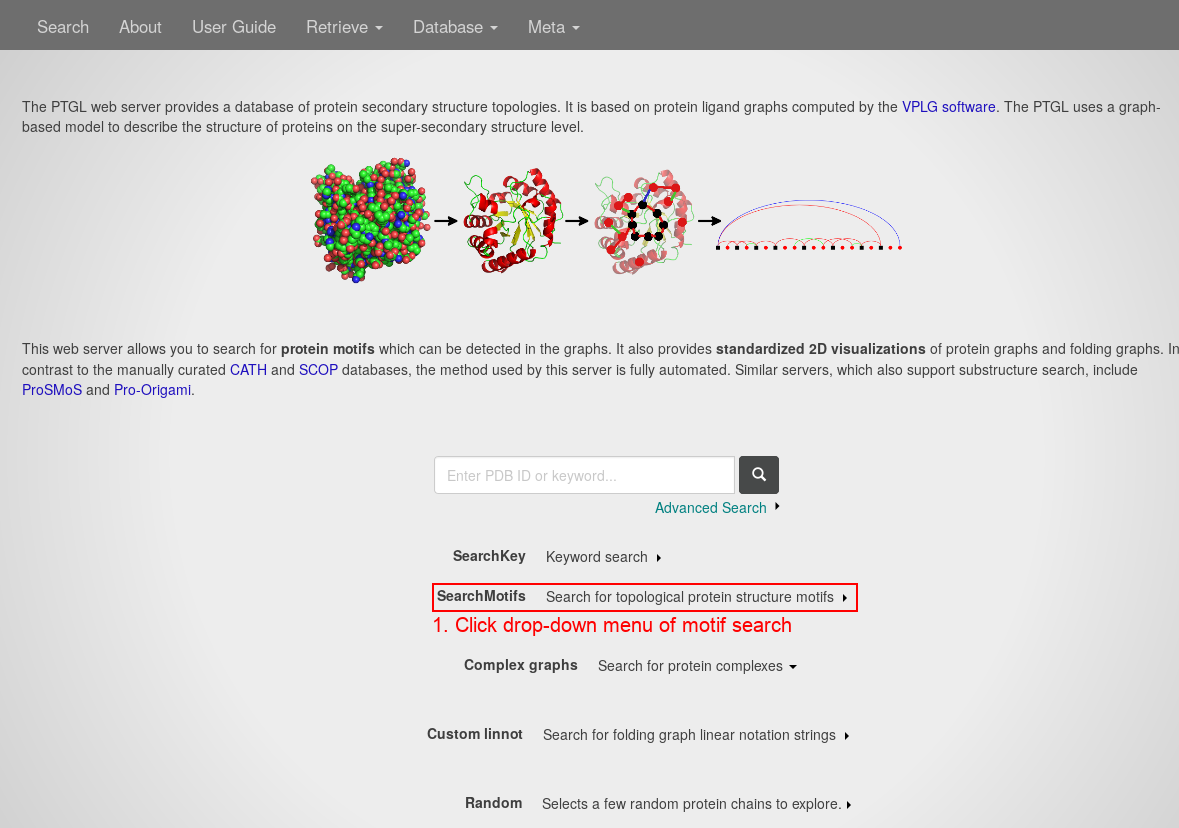 Search About User Guide Retrieve Database Meta
The PTGL web server provides a database of protein secondary structure topologies. It is based on protein ligand graphs computed by the VPLG software. The PTGL uses a graph-
based model to describe the structure of proteins on the super-secondary structure level.
This web server allows you to search for protein motifs which can be detected in the graphs. It also provides standardized 2D visualizations of protein graphs and folding graphs. In
contrast to the manually curated CATH and SCOP databases, the method used by this server is fully automated. Similar servers, which also support substructure search, include
ProSMoS and Pro-Origami.
Enter PDB ID or keyword...
Advanced Search
SearchKey Keyword search
SearchMotifs Search for topological protein structure motifs
1. Click drop-down menu of motif search
Complex graphs Search for protein complexes
Custom linnot Search for folding graph linear notation strings
Random Selects a few random protein chains to explore.